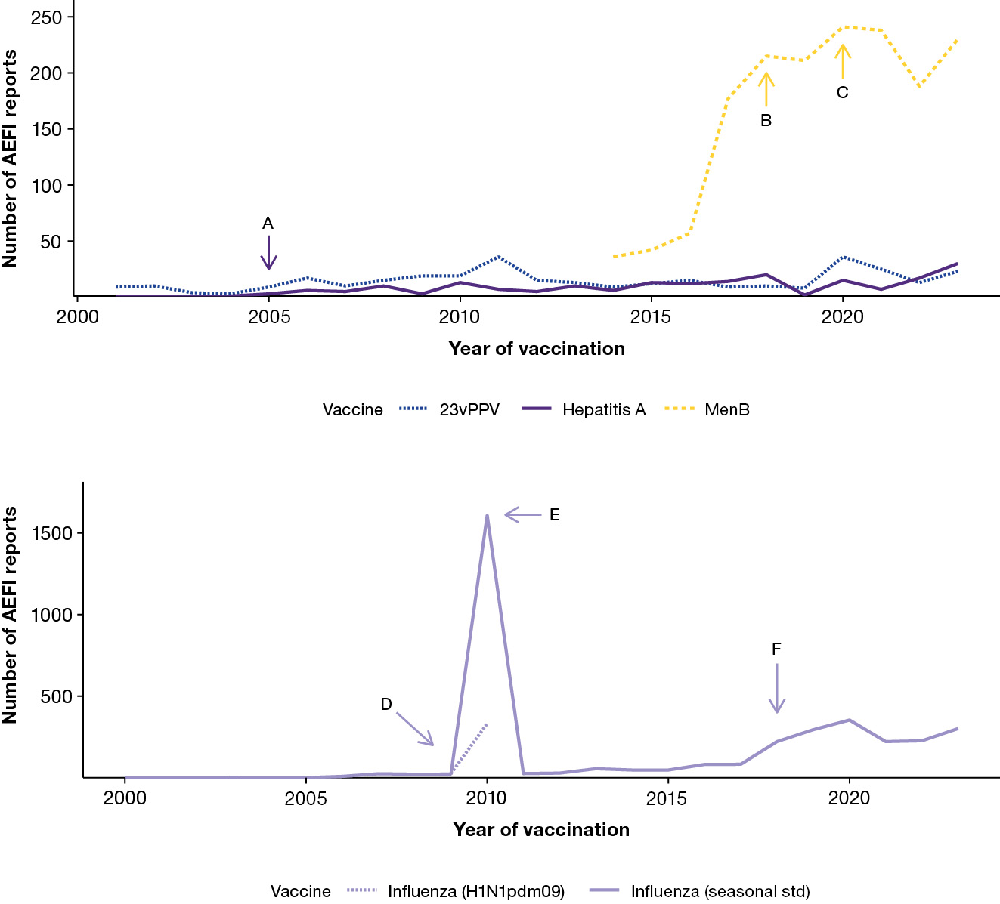 Number of AEFI reports
250
200
150
100
50
A
B
C
2000 2005 2010 2015 2020
Year of vaccination
Vaccine 23vPPV Hepatitis A MenB
Number of AEFI reports
1500
1000
500
D
E
F
2000 2005 2010 2015 2020
Year of vaccination
Vaccine Influenza (H1N1pdm09) Influenza (seasonal std)